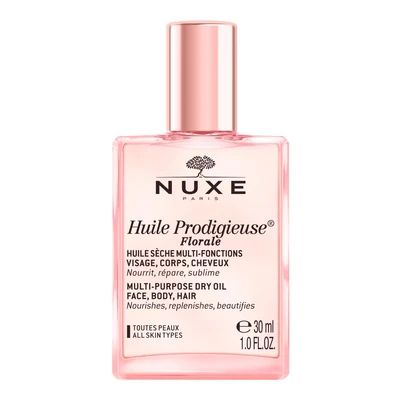 NUXE
PARIS
Huile Prodigieuse®
Florale
HUILE SÈCHE MULTI-FONCTIONS
VISAGE, CORPS, CHEVEUX
Nourrit, répare, sublime
MULTI-PURPOSE DRY OIL
FACE, BODY, HAIR
Nourishes, replenishes, beautifies
TOUTES PEAUX
ALL SKIN TYPES
℮ 30 ml
1.0 FL.OZ.